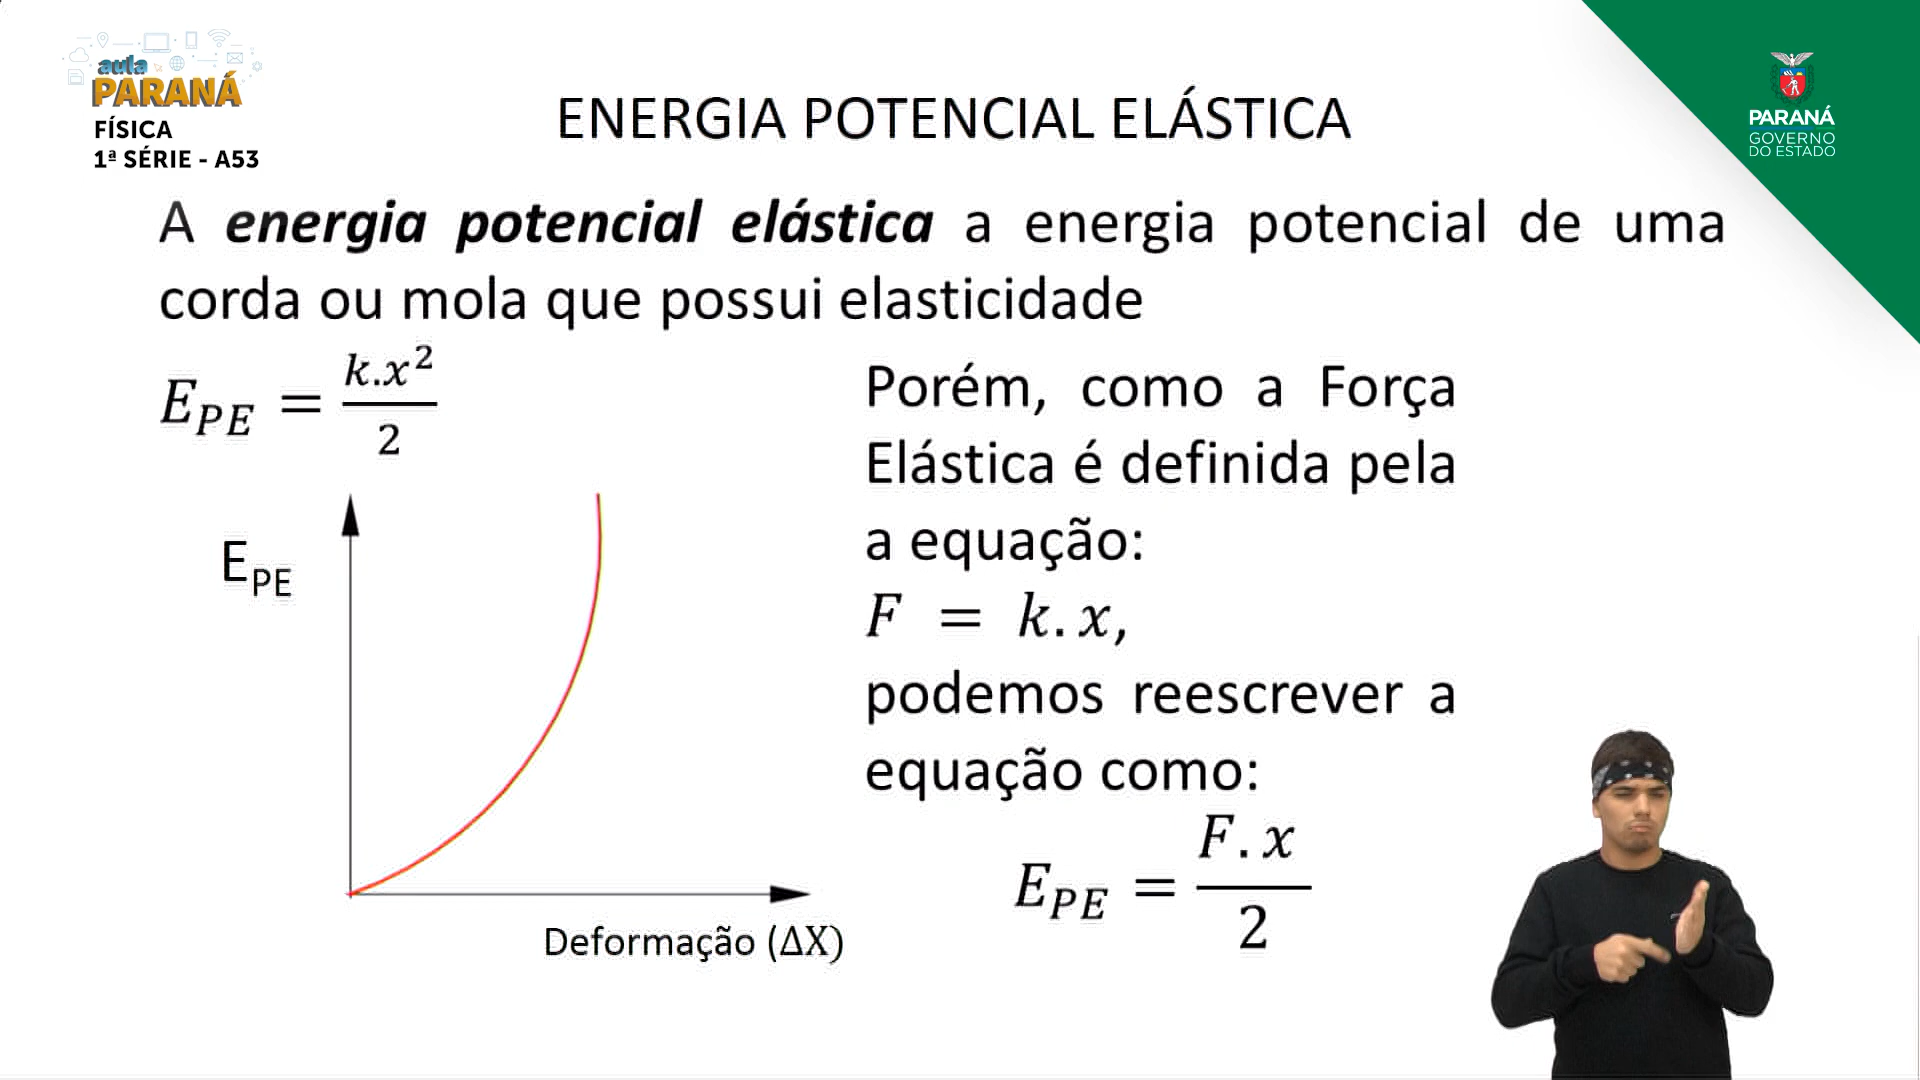 aula
PARANÁ
FÍSICA
1ª SÉRIE - A53
ENERGIA POTENCIAL ELÁSTICA
PARANÁ
GOVERNO
DO ESTADO
A energia potencial elástica a energia potencial de uma
corda ou mola que possui elasticidade
E_PE = k.x²/2
E_PE
Deformação (ΔX)
Porém, como a Força
Elástica é definida pela
a equação:
F = k.x,
podemos reescrever a
equação como:
E_PE = F.x/2